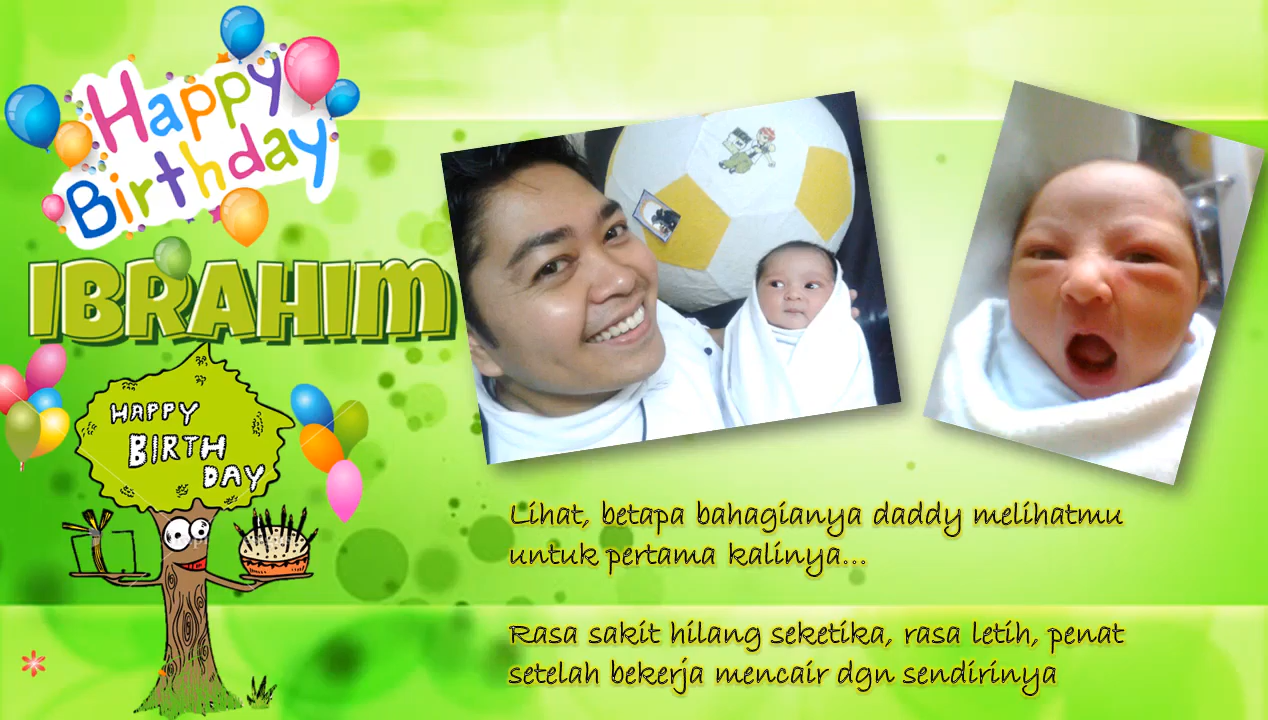 Happy
Birthday
IBRAHIM
HAPPY
BIRTH
DAY
Lihat, betapa bahagianya daddy melihatmu
untuk pertama kalinya...
Rasa sakit hilang seketika, rasa letih, penat
setelah bekerja mencair dgn sendirinya